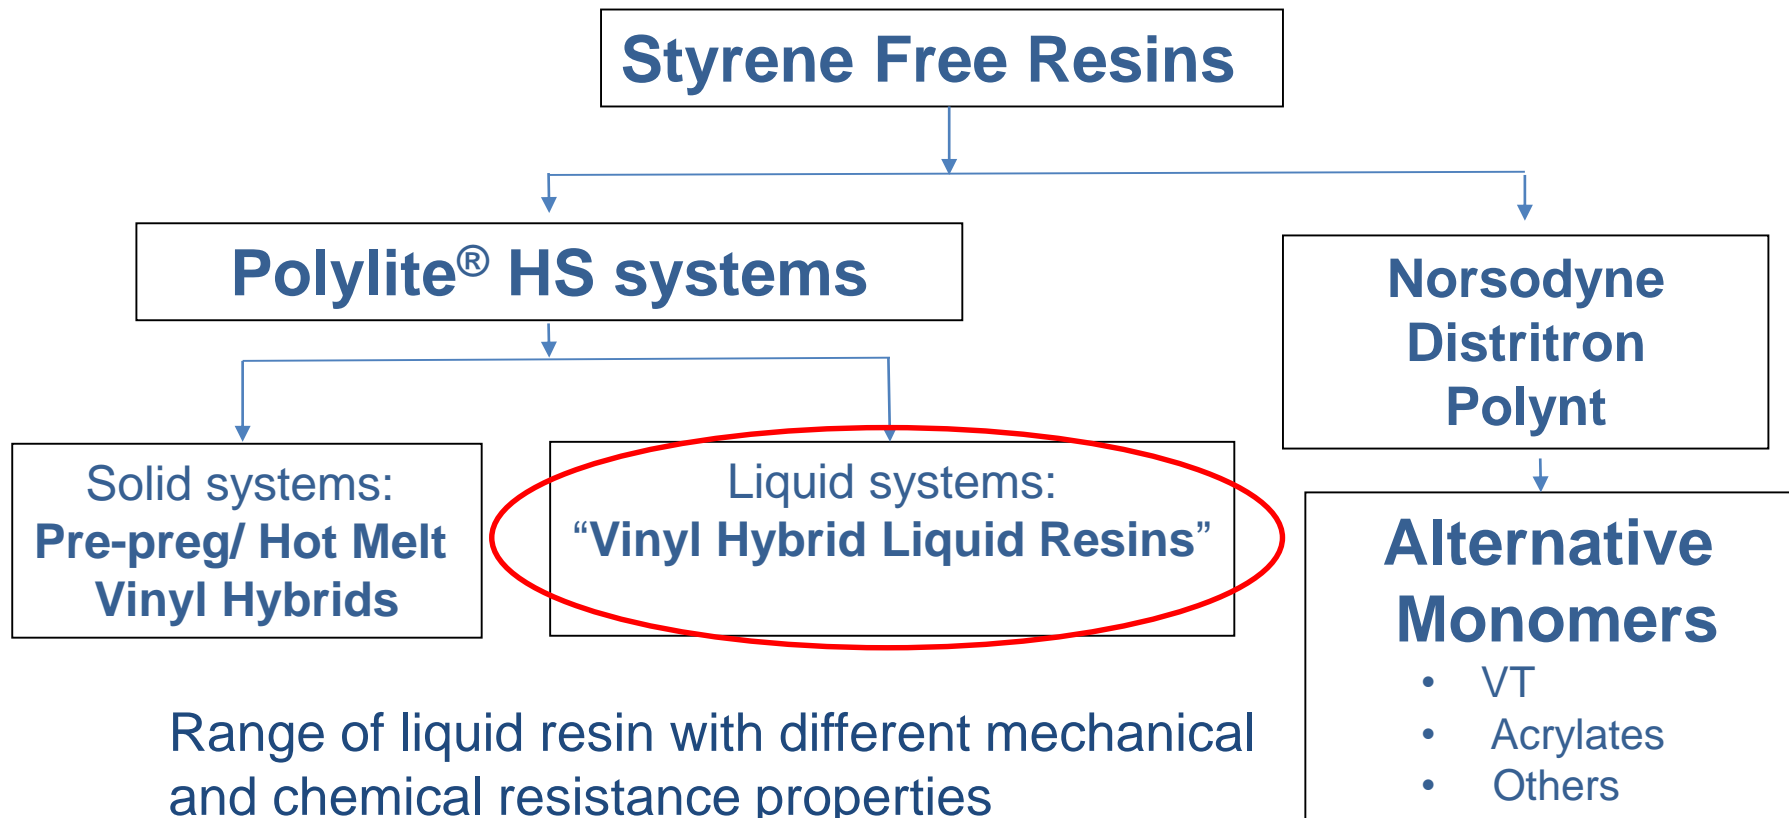 Styrene Free Resins
Polylite® HS systems
Norsodyne
Distritron
Polynt
Solid systems:
Pre-preg/ Hot Melt
Vinyl Hybrids
Liquid systems:
“Vinyl Hybrid Liquid Resins”
Alternative
Monomers
• VT
• Acrylates
• Others
Range of liquid resin with different mechanical
and chemical resistance properties